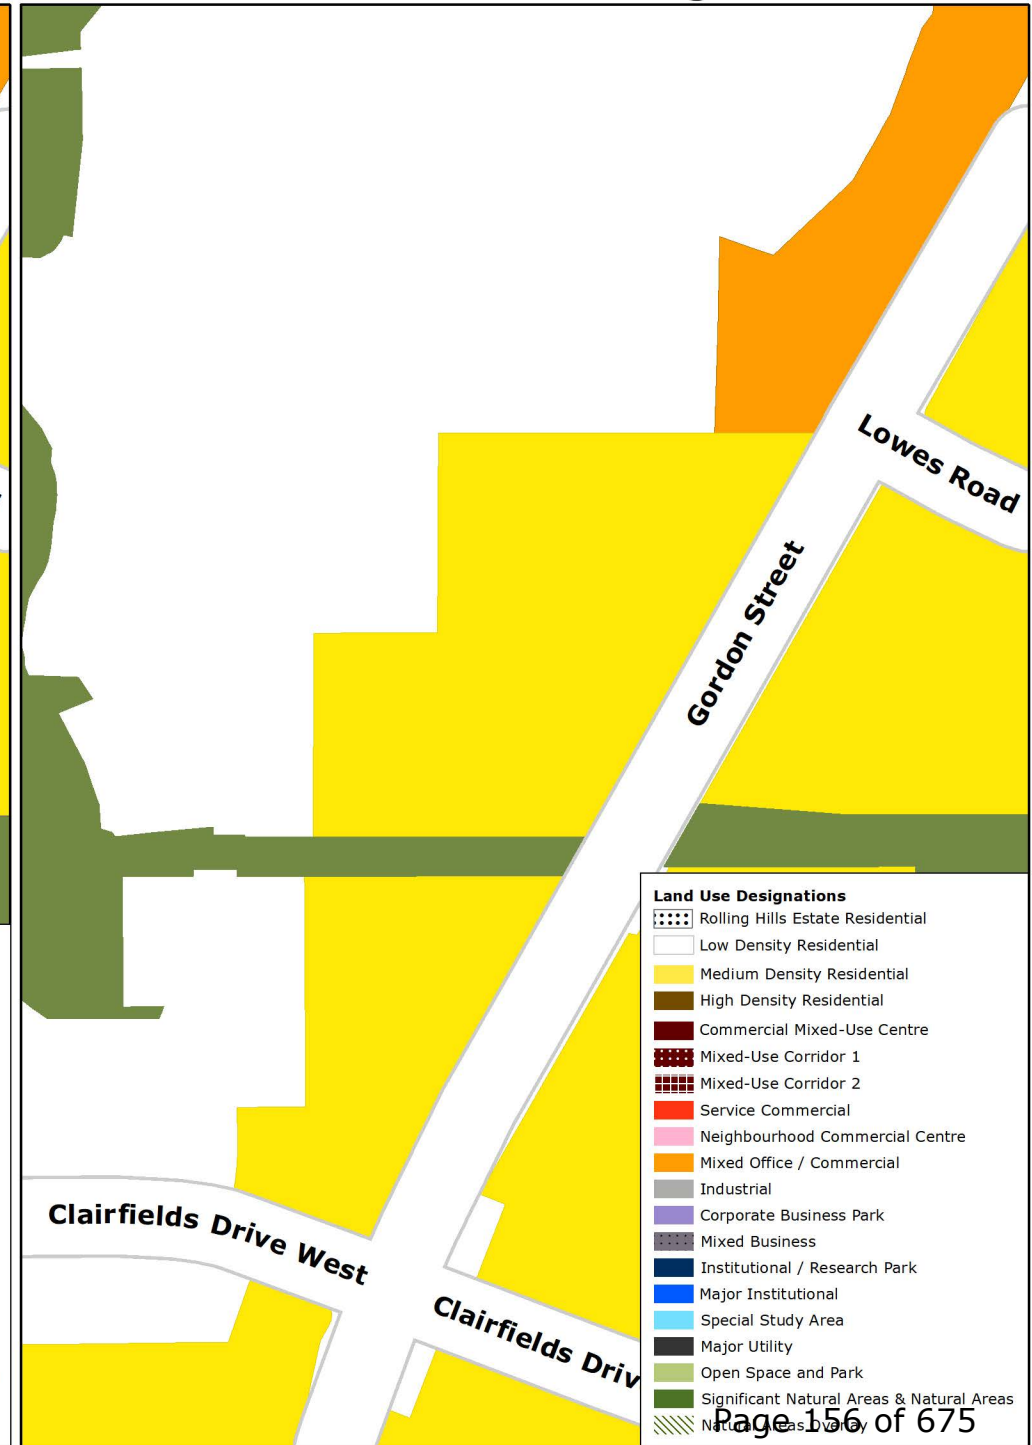 Lowes Road
Gordon Street
Clairfields Drive West
Clairfields Driv
Land Use Designations
Rolling Hills Estate Residential
Low Density Residential
Medium Density Residential
High Density Residential
Commercial Mixed-Use Centre
Mixed-Use Corridor 1
Mixed-Use Corridor 2
Service Commercial
Neighbourhood Commercial Centre
Mixed Office / Commercial
Industrial
Corporate Business Park
Mixed Business
Institutional / Research Park
Major Institutional
Special Study Area
Major Utility
Open Space and Park
Significant Natural Areas & Natural Areas
Natural Areas Overlay
Page 156 of 675